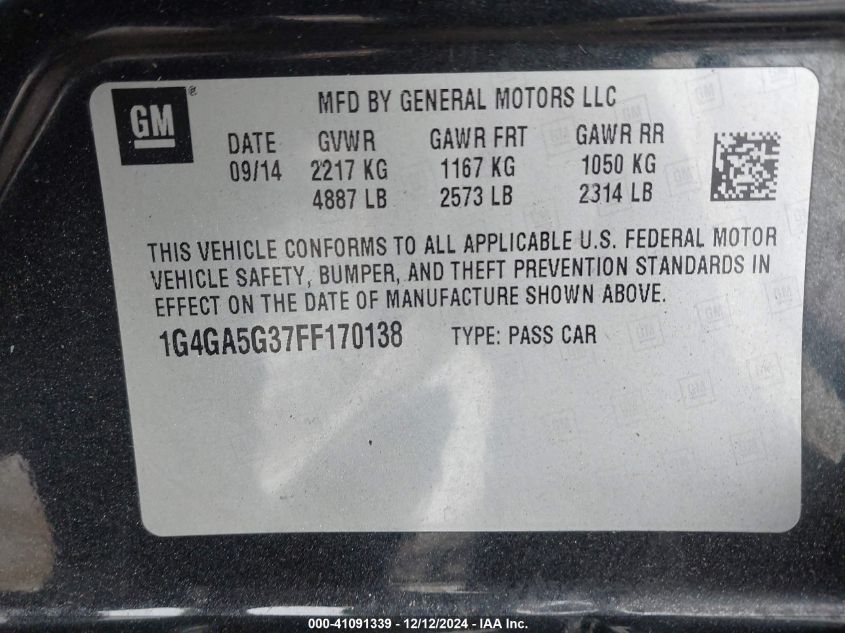 GM ®
MFD BY GENERAL MOTORS LLC
DATE GVWR GAWR FRT GAWR RR
09/14 2217 KG 1167 KG 1050 KG
4887 LB 2573 LB 2314 LB
THIS VEHICLE CONFORMS TO ALL APPLICABLE U.S. FEDERAL MOTOR
VEHICLE SAFETY, BUMPER, AND THEFT PREVENTION STANDARDS IN
EFFECT ON THE DATE OF MANUFACTURE SHOWN ABOVE.
1G4GA5G37FF170138 TYPE: PASS CAR
000-41091339 - 12/12/2024 - IAA Inc.